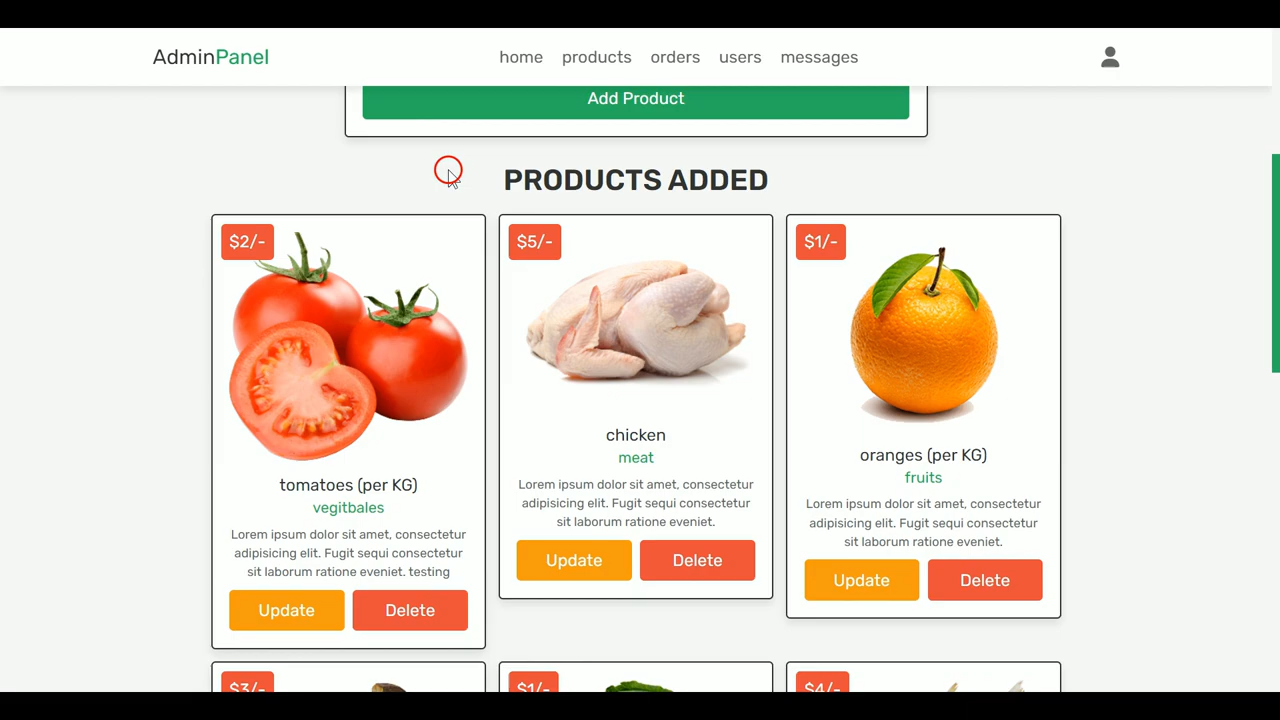 AdminPanel
home products orders users messages
Add Product
PRODUCTS ADDED
$2/-
tomatoes (per KG)
vegitbales
Lorem ipsum dolor sit amet, consectetur
adipisicing elit. Fugit sequi consectetur
sit laborum ratione eveniet. testing
Update Delete
$5/-
chicken
meat
Lorem ipsum dolor sit amet, consectetur
adipisicing elit. Fugit sequi consectetur
sit laborum ratione eveniet.
Update Delete
$1/-
oranges (per KG)
fruits
Lorem ipsum dolor sit amet, consectetur
adipisicing elit. Fugit sequi consectetur
sit laborum ratione eveniet.
Update Delete
$3/-
$1/-
$4/-